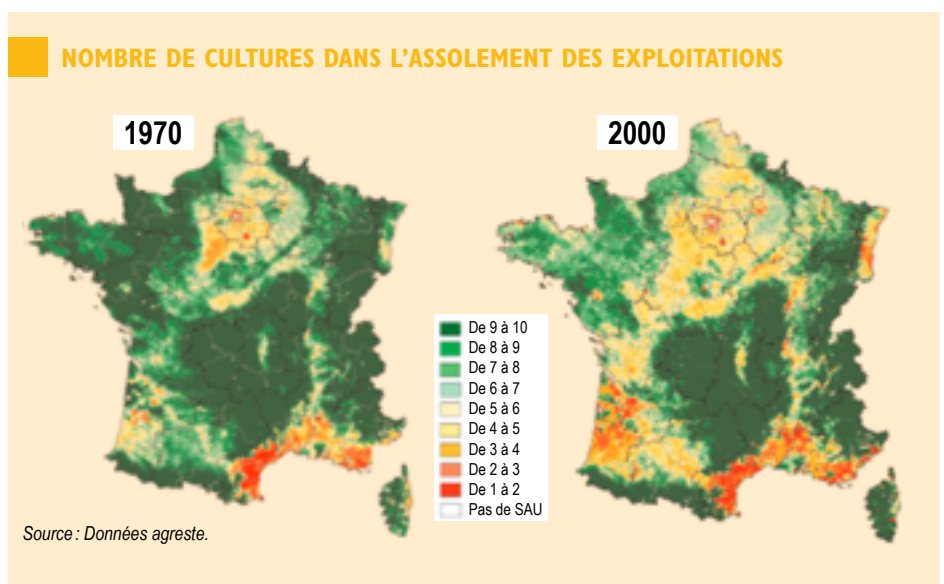 NOMBRE DE CULTURES DANS L'ASSOLEMENT DES EXPLOITATIONS
1970
2000
De 9 à 10
De 8 à 9
De 7 à 8
De 6 à 7
De 5 à 6
De 4 à 5
De 3 à 4
De 2 à 3
De 1 à 2
Pas de SAU
Source : Données agreste.